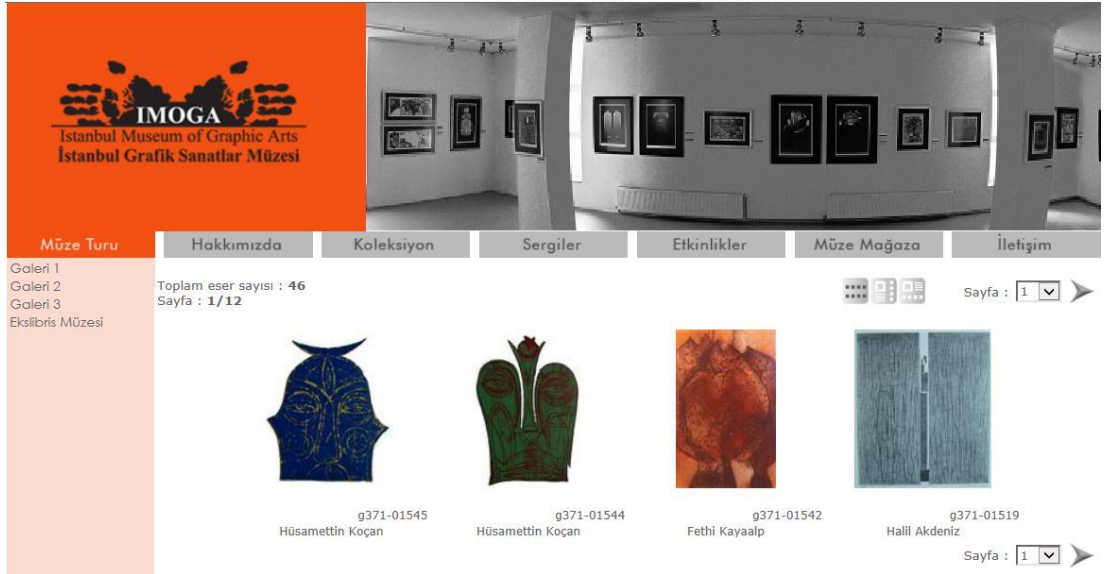 IMOGA
Istanbul Museum of Graphic Arts
İstanbul Grafik Sanatlar Müzesi
Müze Turu
Hakkımızda
Koleksiyon
Sergiler
Etkinlikler
Müze Mağaza
İletişim
Galeri 1
Galeri 2
Galeri 3
Ekslibris Müzesi
Toplam eser sayısı : 46
Sayfa : 1/12
Sayfa : 1
g371-01545
Hüsamettin Koçan
g371-01544
Hüsamettin Koçan
g371-01542
Fethi Kayaalp
g371-01519
Halil Akdeniz
Sayfa : 1